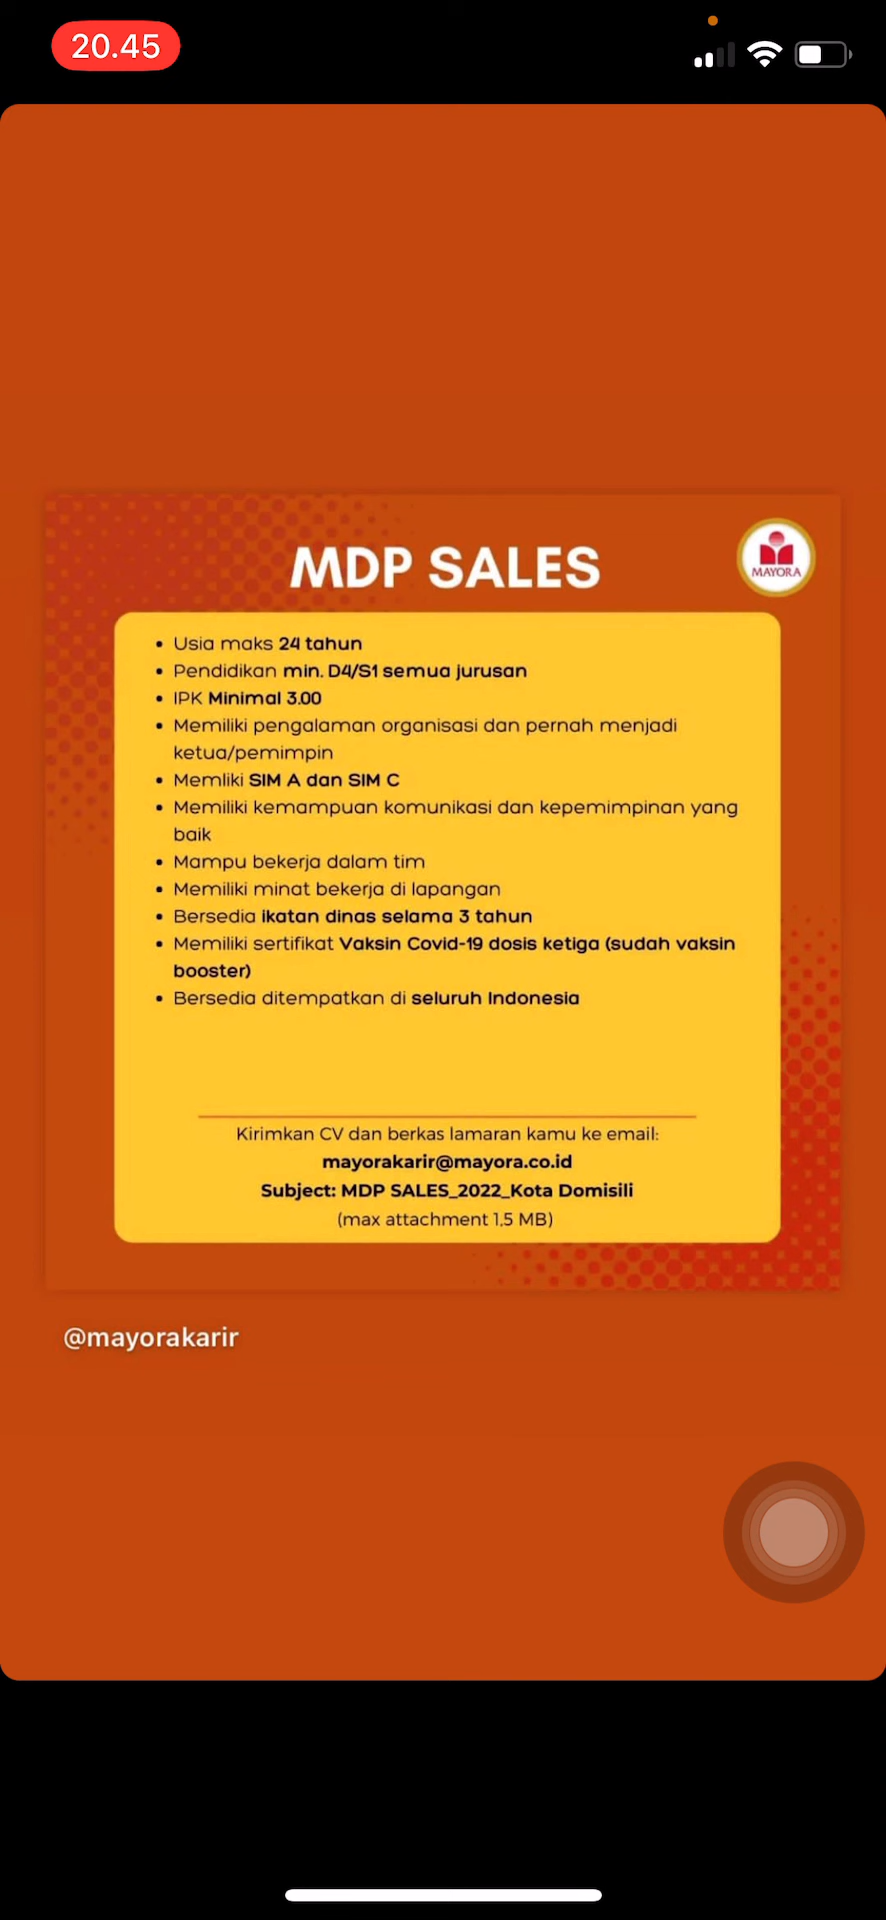 20.45
MDP SALES
MAYORA
• Usia maks 24 tahun
• Pendidikan min. D4/S1 semua jurusan
• IPK Minimal 3.00
• Memiliki pengalaman organisasi dan pernah menjadi
ketua/pemimpin
• Memliki SIM A dan SIM C
• Memiliki kemampuan komunikasi dan kepemimpinan yang
baik
• Mampu bekerja dalam tim
• Memiliki minat bekerja di lapangan
• Bersedia ikatan dinas selama 3 tahun
• Memiliki sertifikat Vaksin Covid-19 dosis ketiga (sudah vaksin
booster)
• Bersedia ditempatkan di seluruh Indonesia
Kirimkan CV dan berkas lamaran kamu ke email:
mayorakarir@mayora.co.id
Subject: MDP SALES_2022_Kota Domisili
(max attachment 1,5 MB)
@mayorakarir